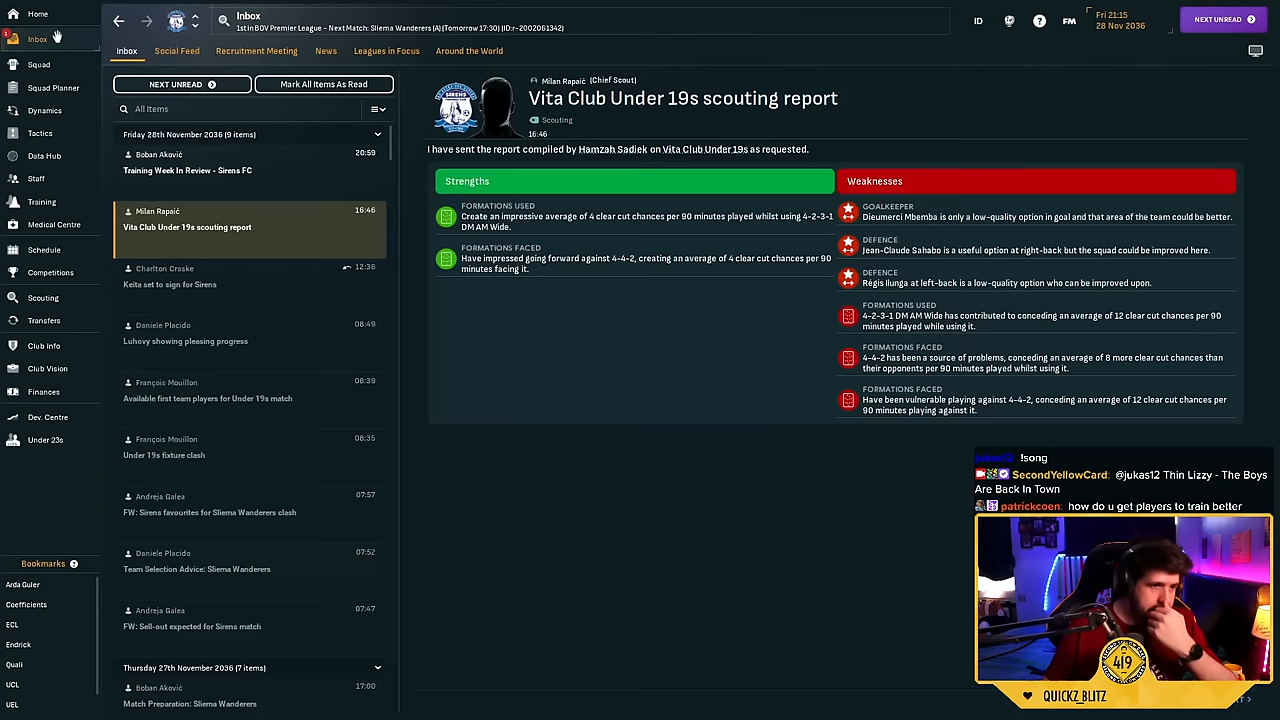 Home
Inbox
1
Squad
Squad Planner
Dynamics
Tactics
Data Hub
Staff
Training
Medical Centre
Schedule
Competitions
Scouting
Transfers
Club Info
Club Vision
Finances
Dev. Centre
Under 23s
Bookmarks ?
Arda Guler
Coefficients
ECL
Endrick
Quali
UCL
UEL
Inbox
1st in BOV Premier League - Next Match: Sliema Wanderers (A) (Tomorrow 17:30) (ID:r-2002061342)
ID
?
FM
Fri 21:15
28 Nov 2036
NEXT UNREAD
Inbox
Social Feed
Recruitment Meeting
News
Leagues in Focus
Around the World
NEXT UNREAD
Mark All Items As Read
All Items
Friday 28th November 2036 (9 items)
Boban Aković 20:59
Training Week In Review - Sirens FC
Milan Rapaić 16:46
Vita Club Under 19s scouting report
Charlton Craske 12:36
Keita set to sign for Sirens
Daniele Placido 08:49
Luhovy showing pleasing progress
François Mouillon 08:39
Available first team players for Under 19s match
François Mouillon 08:35
Under 19s fixture clash
Andreja Galea 07:57
FW: Sirens favourites for Sliema Wanderers clash
Daniele Placido 07:52
Team Selection Advice: Sliema Wanderers
Andreja Galea 07:47
FW: Sell-out expected for Sirens match
Thursday 27th November 2036 (7 items)
Boban Aković 17:00
Match Preparation: Sliema Wanderers
SIRENS
Milan Rapaić (Chief Scout)
Vita Club Under 19s scouting report
Scouting
16:46
I have sent the report compiled by Hamzah Sadiek on Vita Club Under 19s as requested.
Strengths
FORMATIONS USED
Create an impressive average of 4 clear cut chances per 90 minutes played whilst using 4-2-3-1
DM AM Wide.
FORMATIONS FACED
Have impressed going forward against 4-4-2, creating an average of 4 clear cut chances per 90
minutes facing it.
Weaknesses
GOALKEEPER
Dieumerci Mbemba is only a low-quality option in goal and that area of the team could be better.
DEFENCE
Jean-Claude Sahabo is a useful option at right-back but the squad could be improved here.
DEFENCE
Régis Ilunga at left-back is a low-quality option who can be improved upon.
FORMATIONS USED
4-2-3-1 DM AM Wide has contributed to conceding an average of 12 clear cut chances per 90
minutes played while using it.
FORMATIONS FACED
4-4-2 has been a source of problems, conceding an average of 8 more clear cut chances than
their opponents per 90 minutes played whilst using it.
FORMATIONS FACED
Have been vulnerable playing against 4-4-2, conceding an average of 12 clear cut chances per
90 minutes playing against it.
jukas12 !song
SecondYellowCard: @jukas12 Thin Lizzy - The Boys
Are Back In Town
patrickcoen: how do u get players to train better
419
QUICKZ_BLITZ